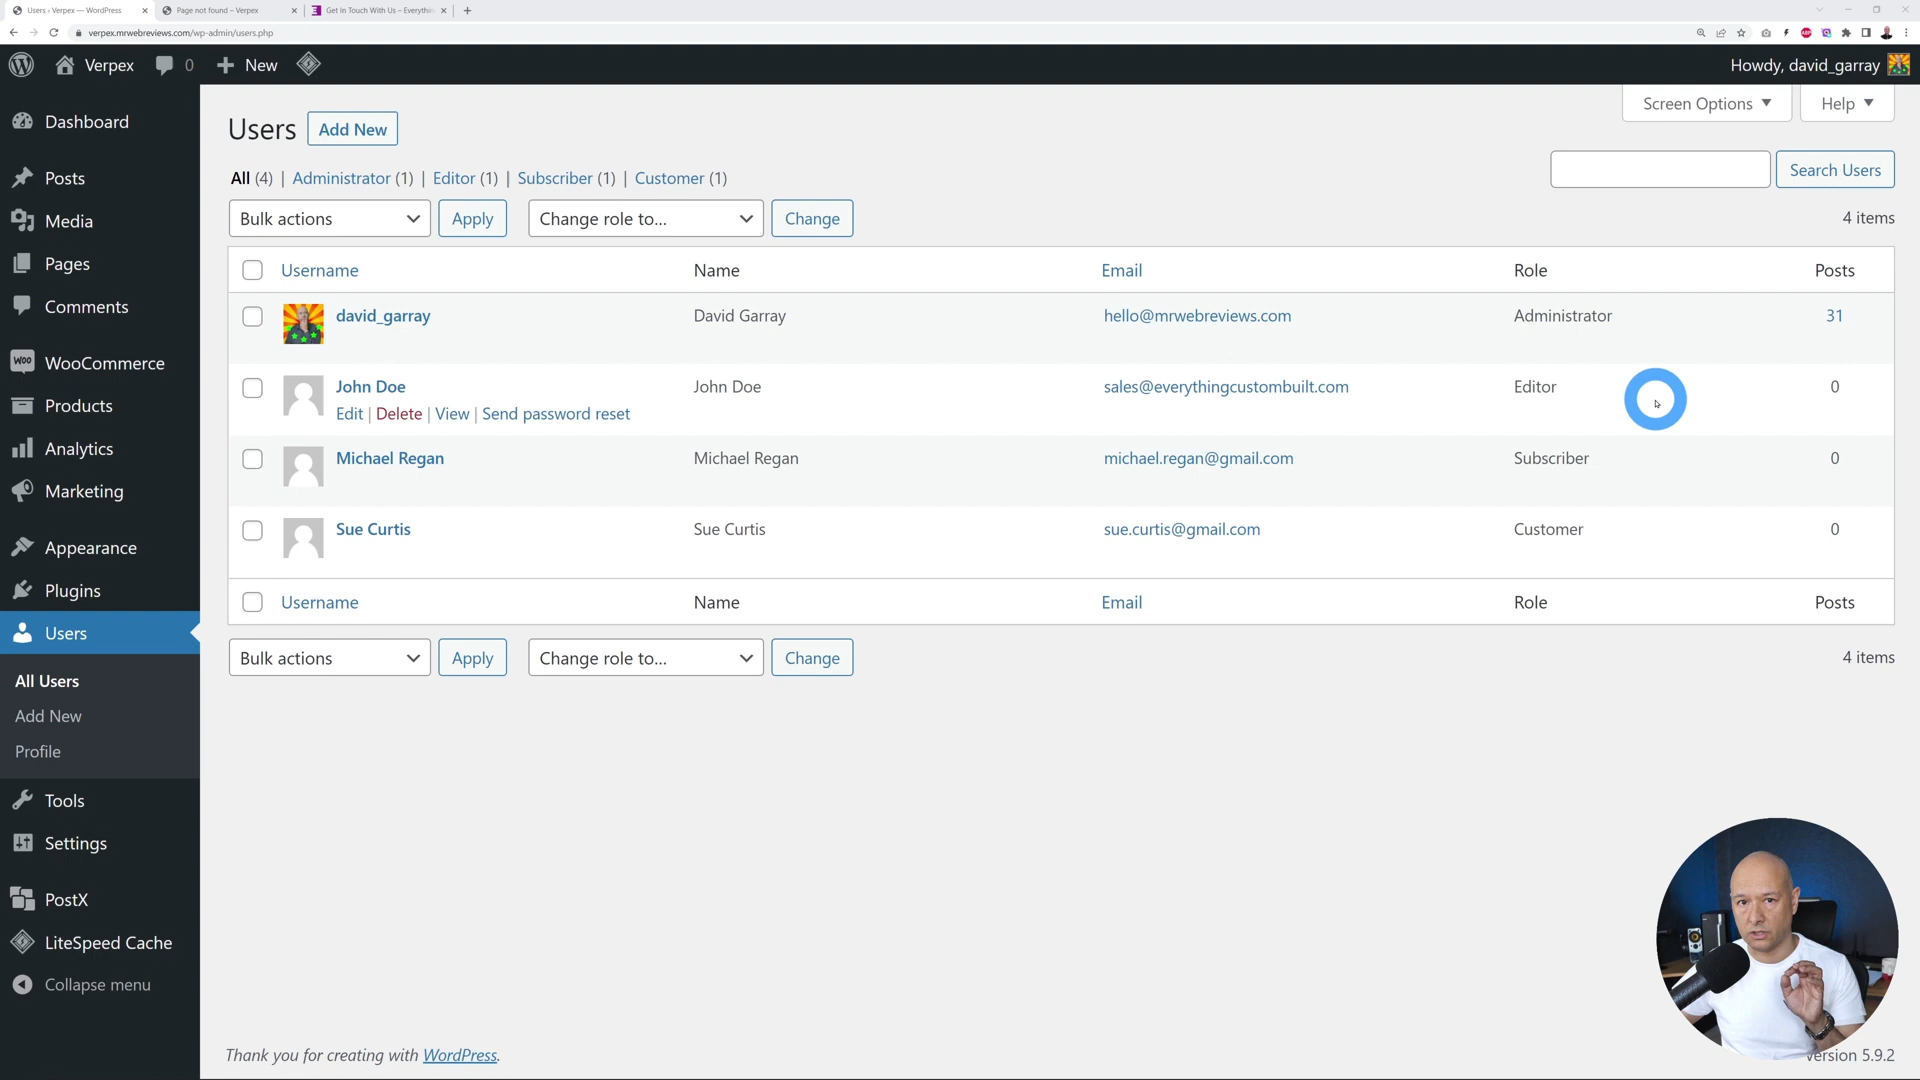 Users ‹ Verpex — WordPress
Page not found – Verpex
Get In Touch With Us – Everythin
verpex.mrwebreviews.com/wp-admin/users.php
Verpex
0
New
Howdy, david_garray
Screen Options
Help
Dashboard
Posts
Media
Pages
Comments
WOO
WooCommerce
Products
Analytics
Marketing
Appearance
Plugins
Users
All Users
Add New
Profile
Tools
Settings
PostX
LiteSpeed Cache
Collapse menu
Users Add New
All (4) | Administrator (1) | Editor (1) | Subscriber (1) | Customer (1)
Search Users
Bulk actions Apply Change role to... Change 4 items
Username Name Email Role Posts
david_garray David Garray hello@mrwebreviews.com Administrator 31
John Doe John Doe sales@everythingcustombuilt.com Editor 0
Edit | Delete | View | Send password reset
Michael Regan Michael Regan michael.regan@gmail.com Subscriber 0
Sue Curtis Sue Curtis sue.curtis@gmail.com Customer 0
Username Name Email Role Posts
Bulk actions Apply Change role to... Change 4 items
Thank you for creating with WordPress.
Version 5.9.2